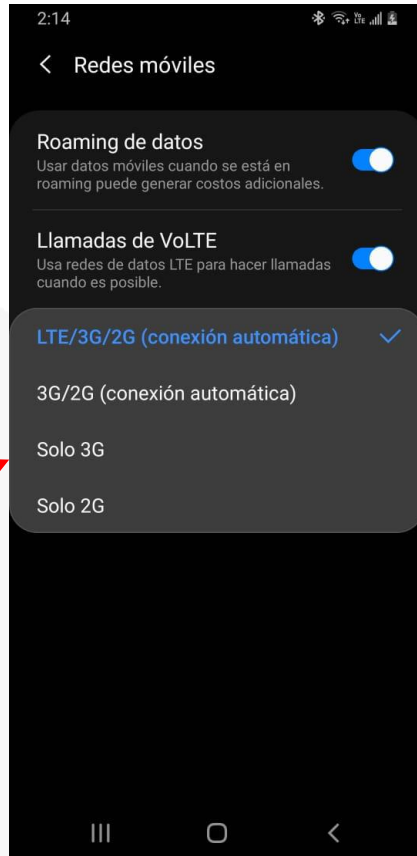 2:14
Vo
LTE
Redes móviles
Roaming de datos
Usar datos móviles cuando se está en
roaming puede generar costos adicionales.
Llamadas de VoLTE
Usa redes de datos LTE para hacer llamadas
cuando es posible.
LTE/3G/2G (conexión automática)
3G/2G (conexión automática)
Solo 3G
Solo 2G